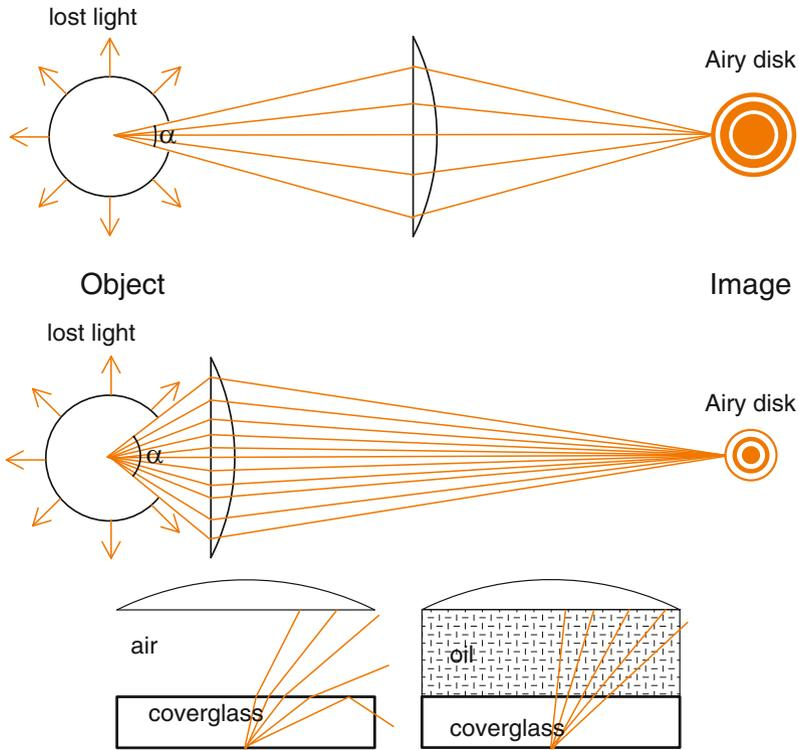 lost light
Airy disk
α
Object
Image
lost light
Airy disk
α
air
oil
coverglass
coverglass